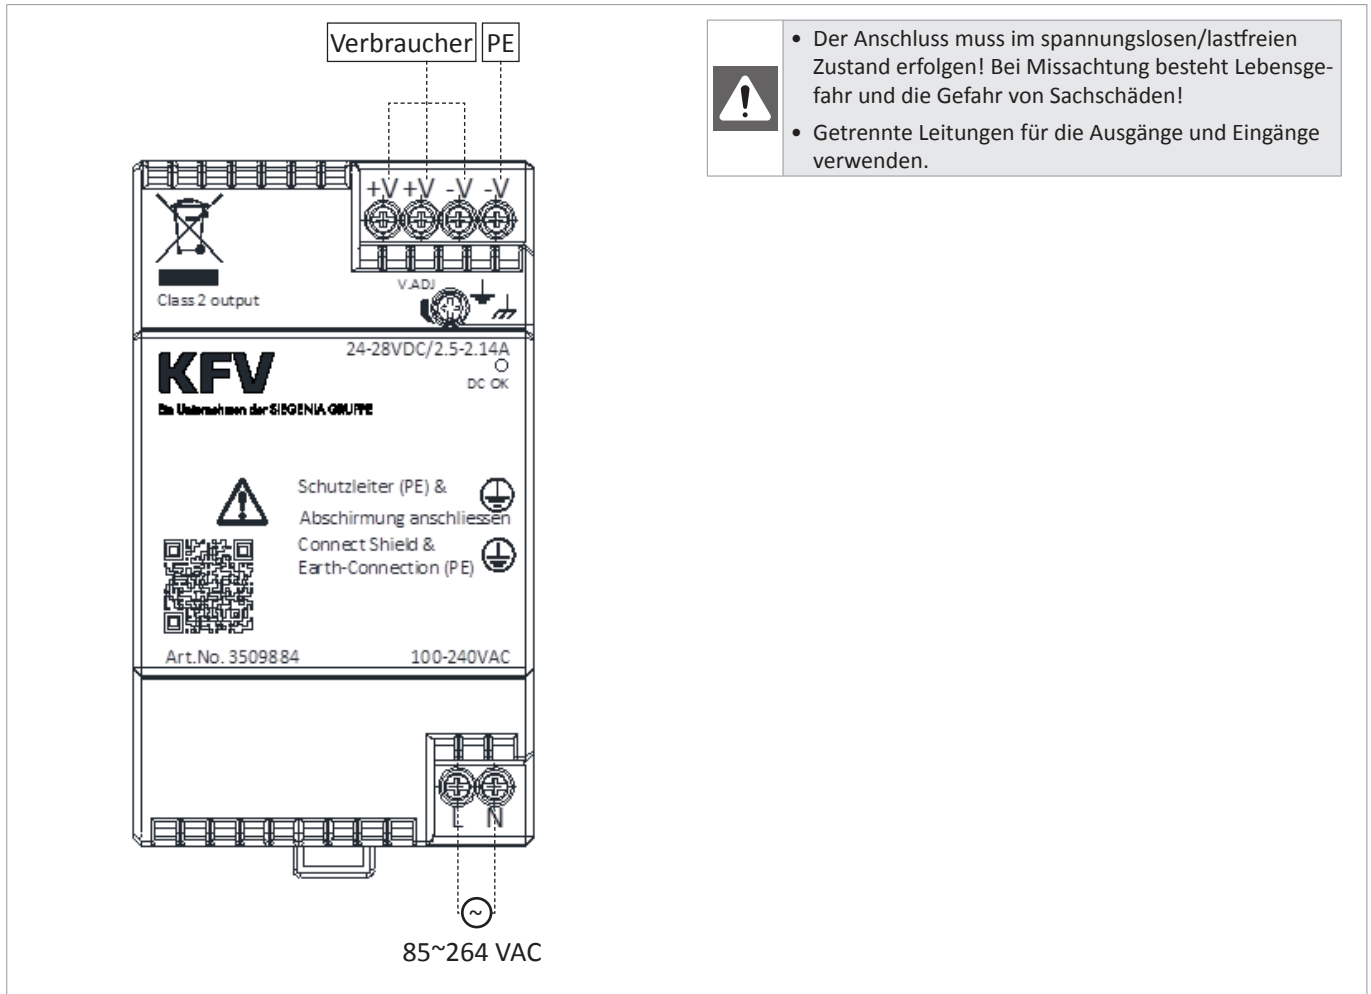 Verbraucher PE
• Der Anschluss muss im spannungslosen/lastfreien
Zustand erfolgen! Bei Missachtung besteht Lebensge-
fahr und die Gefahr von Sachschäden!
• Getrennte Leitungen für die Ausgänge und Eingänge
verwenden.
+V +V -V -V
V.ADJ
Class 2 output
24-28VDC/2.5-2.14A
DC OK
KFV
Ein Unternehmen der SIEGENIA GRUPPE
Schutzleiter (PE) &
Abschirmung anschliessen
Connect Shield &
Earth-Connection (PE)
Art.No. 3509884
100-240VAC
L N
~
85~264 VAC